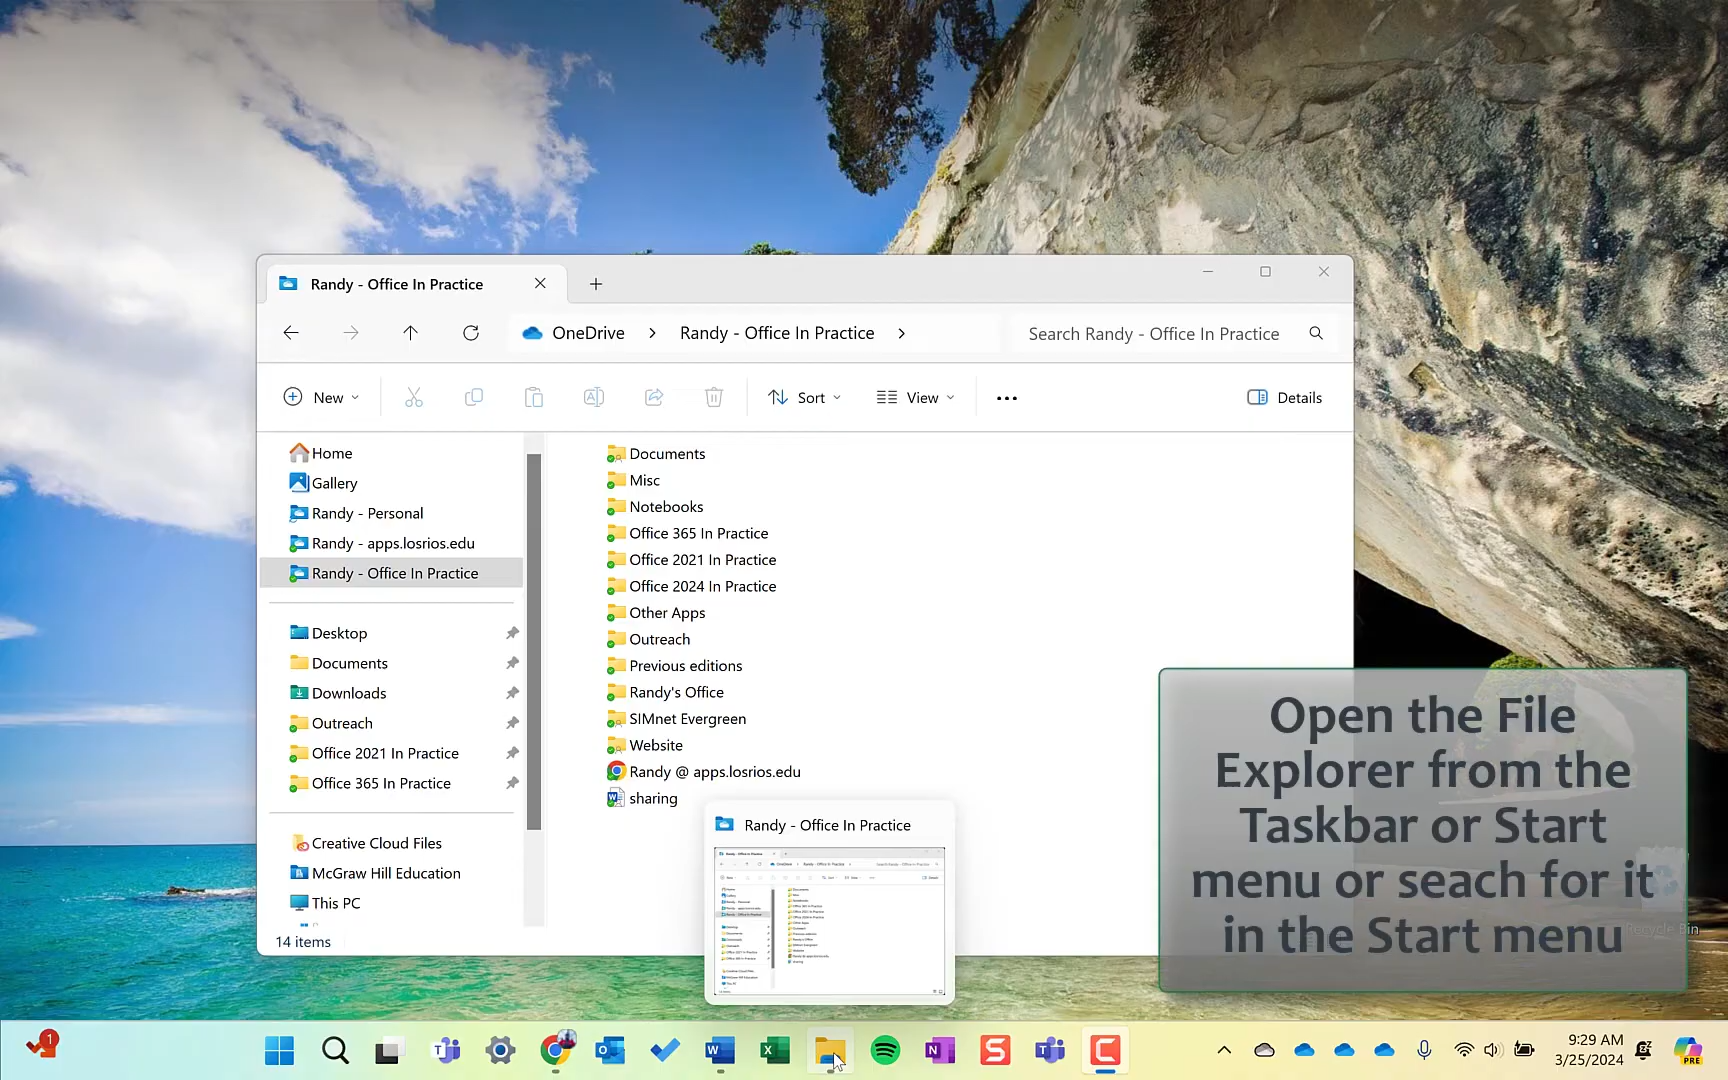 Randy - Office In Practice
OneDrive > Randy - Office In Practice >
Search Randy - Office In Practice
New
Sort
View
Details
Home
Gallery
Randy - Personal
Randy - apps.losrios.edu
Randy - Office In Practice
Desktop
Documents
Downloads
Outreach
Office 2021 In Practice
Office 365 In Practice
Creative Cloud Files
McGraw Hill Education
This PC
14 items
Documents
Misc
Notebooks
Office 365 In Practice
Office 2021 In Practice
Office 2024 In Practice
Other Apps
Outreach
Previous editions
Randy's Office
SIMnet Evergreen
Website
Randy @ apps.losrios.edu
sharing
Randy - Office In Practice
Open the File
Explorer from the
Taskbar or Start
menu or seach for it
in the Start menu
Recycle Bin
1
9:29 AM
3/25/2024
PRE